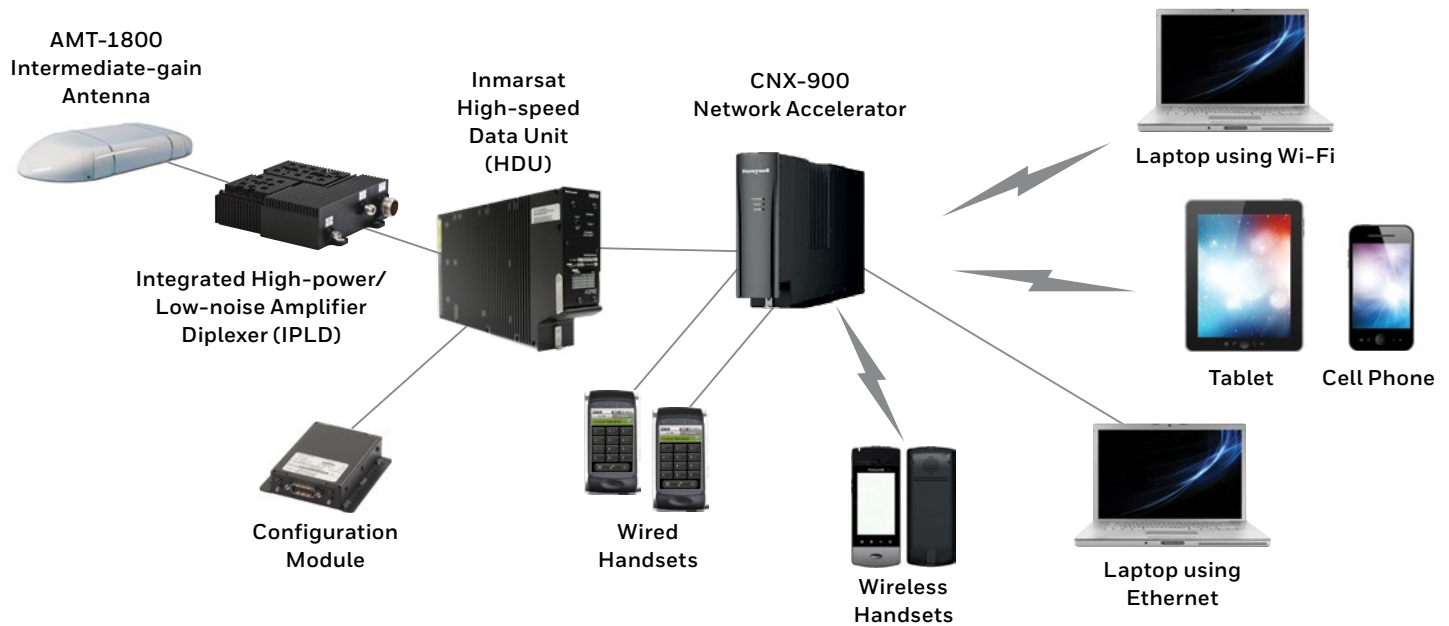 AMT-1800
Intermediate-gain
Antenna
Integrated High-power/
Low-noise Amplifier
Diplexer (IPLD)
Inmarsat
High-speed
Data Unit
(HDU)
Configuration
Module
CNX-900
Network Accelerator
Honeywell
Wired
Handsets
Honeywell
Wireless
Handsets
Laptop using Wi-Fi
Tablet
Cell Phone
Laptop using
Ethernet